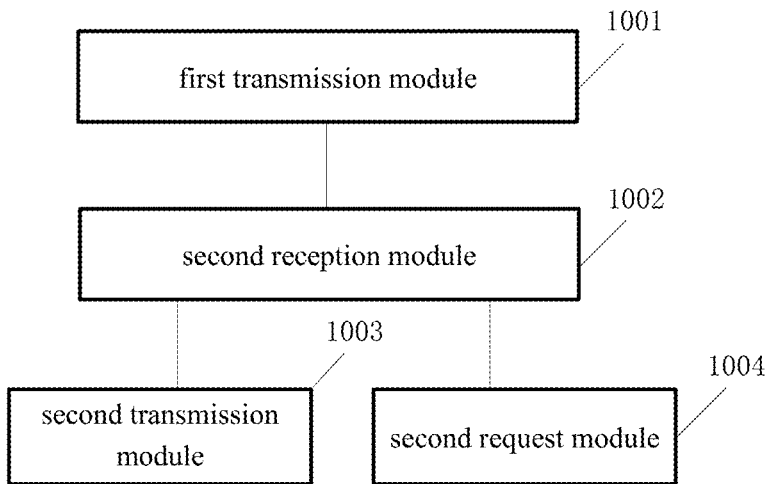 1001
first transmission module
1002
second reception module
1003
second transmission
module
1004
second request module